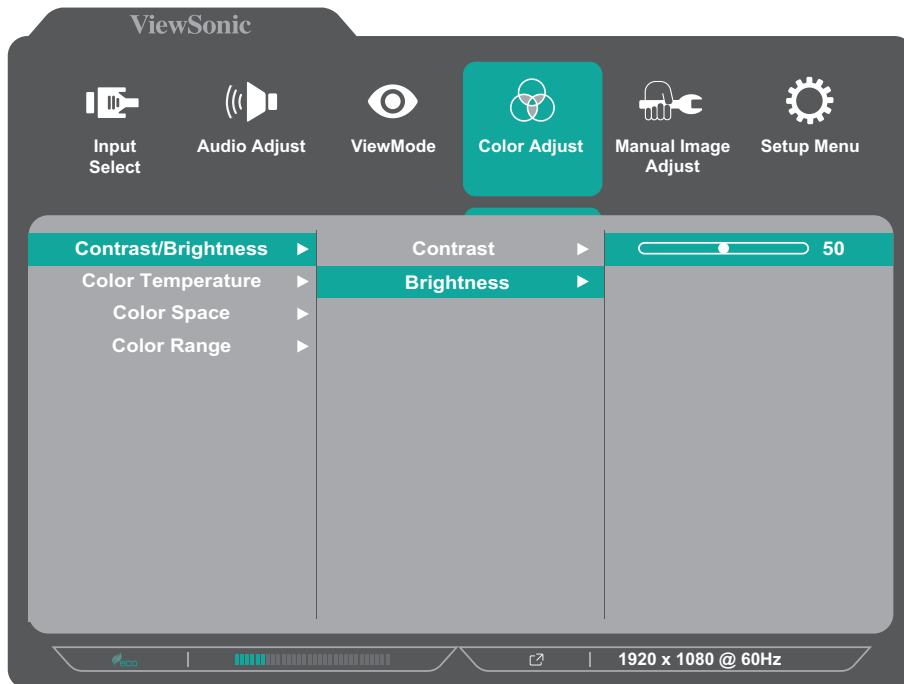 ViewSonic
Input
Select
Audio Adjust
ViewMode
Color Adjust
Manual Image
Adjust
Setup Menu
Contrast/Brightness
Color Temperature
Color Space
Color Range
Contrast
Brightness
50
eco
1920 x 1080 @ 60Hz